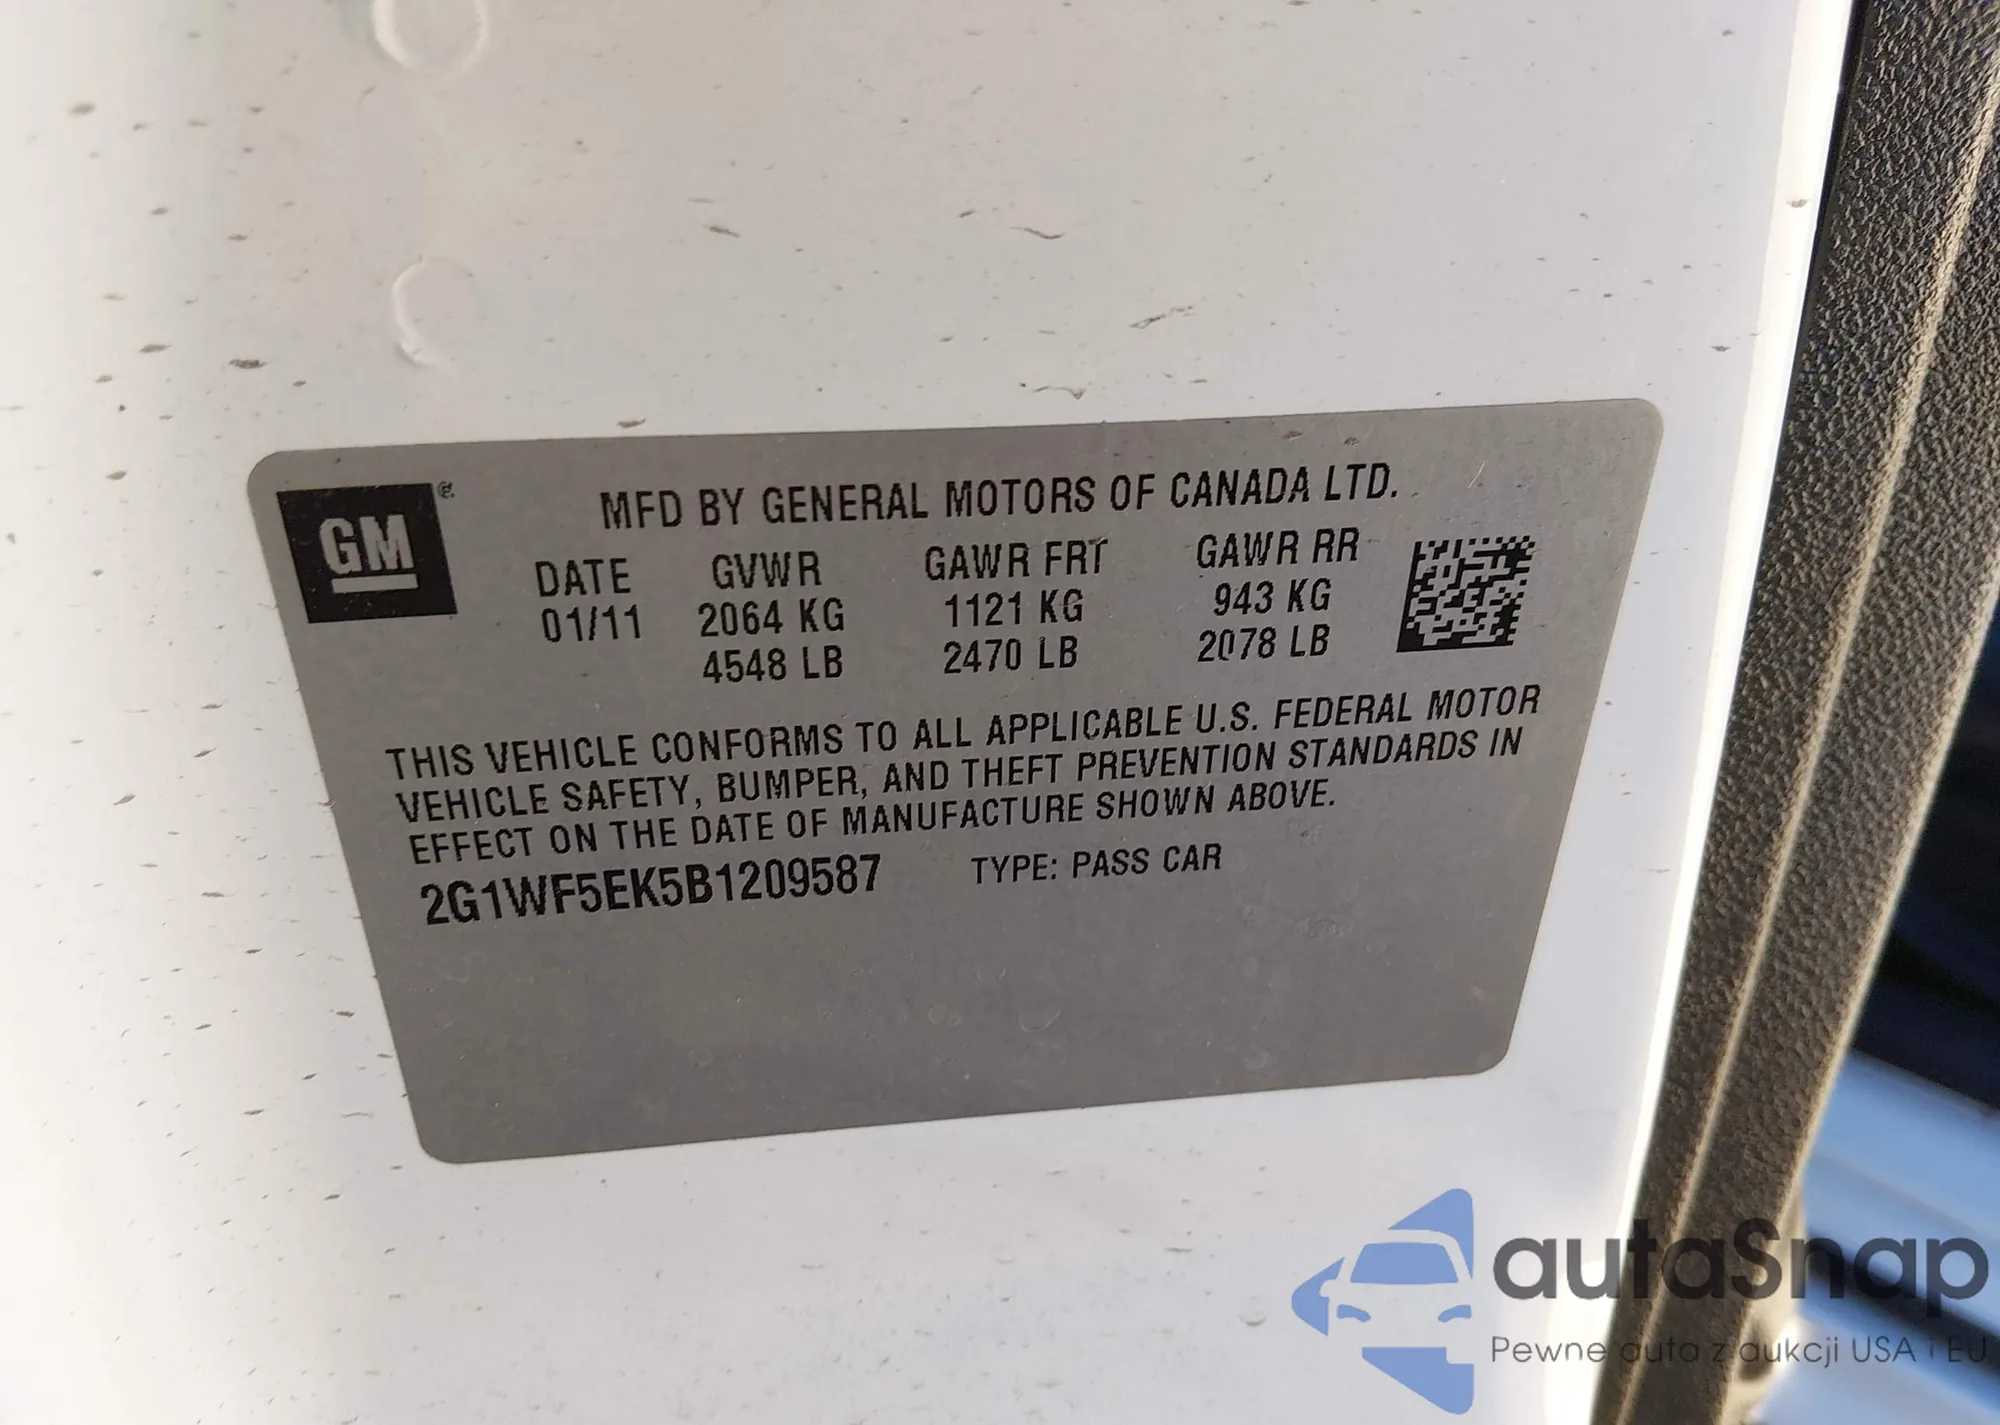 GM
MFD BY GENERAL MOTORS OF CANADA LTD.
DATE GVWR GAWR FRT GAWR RR
01/11 2064 KG 1121 KG 943 KG
4548 LB 2470 LB 2078 LB
THIS VEHICLE CONFORMS TO ALL APPLICABLE U.S. FEDERAL MOTOR
VEHICLE SAFETY, BUMPER, AND THEFT PREVENTION STANDARDS IN
EFFECT ON THE DATE OF MANUFACTURE SHOWN ABOVE.
2G1WF5EK5B1209587 TYPE: PASS CAR
autaSnap
Pewne auta z aukcji USA i EU